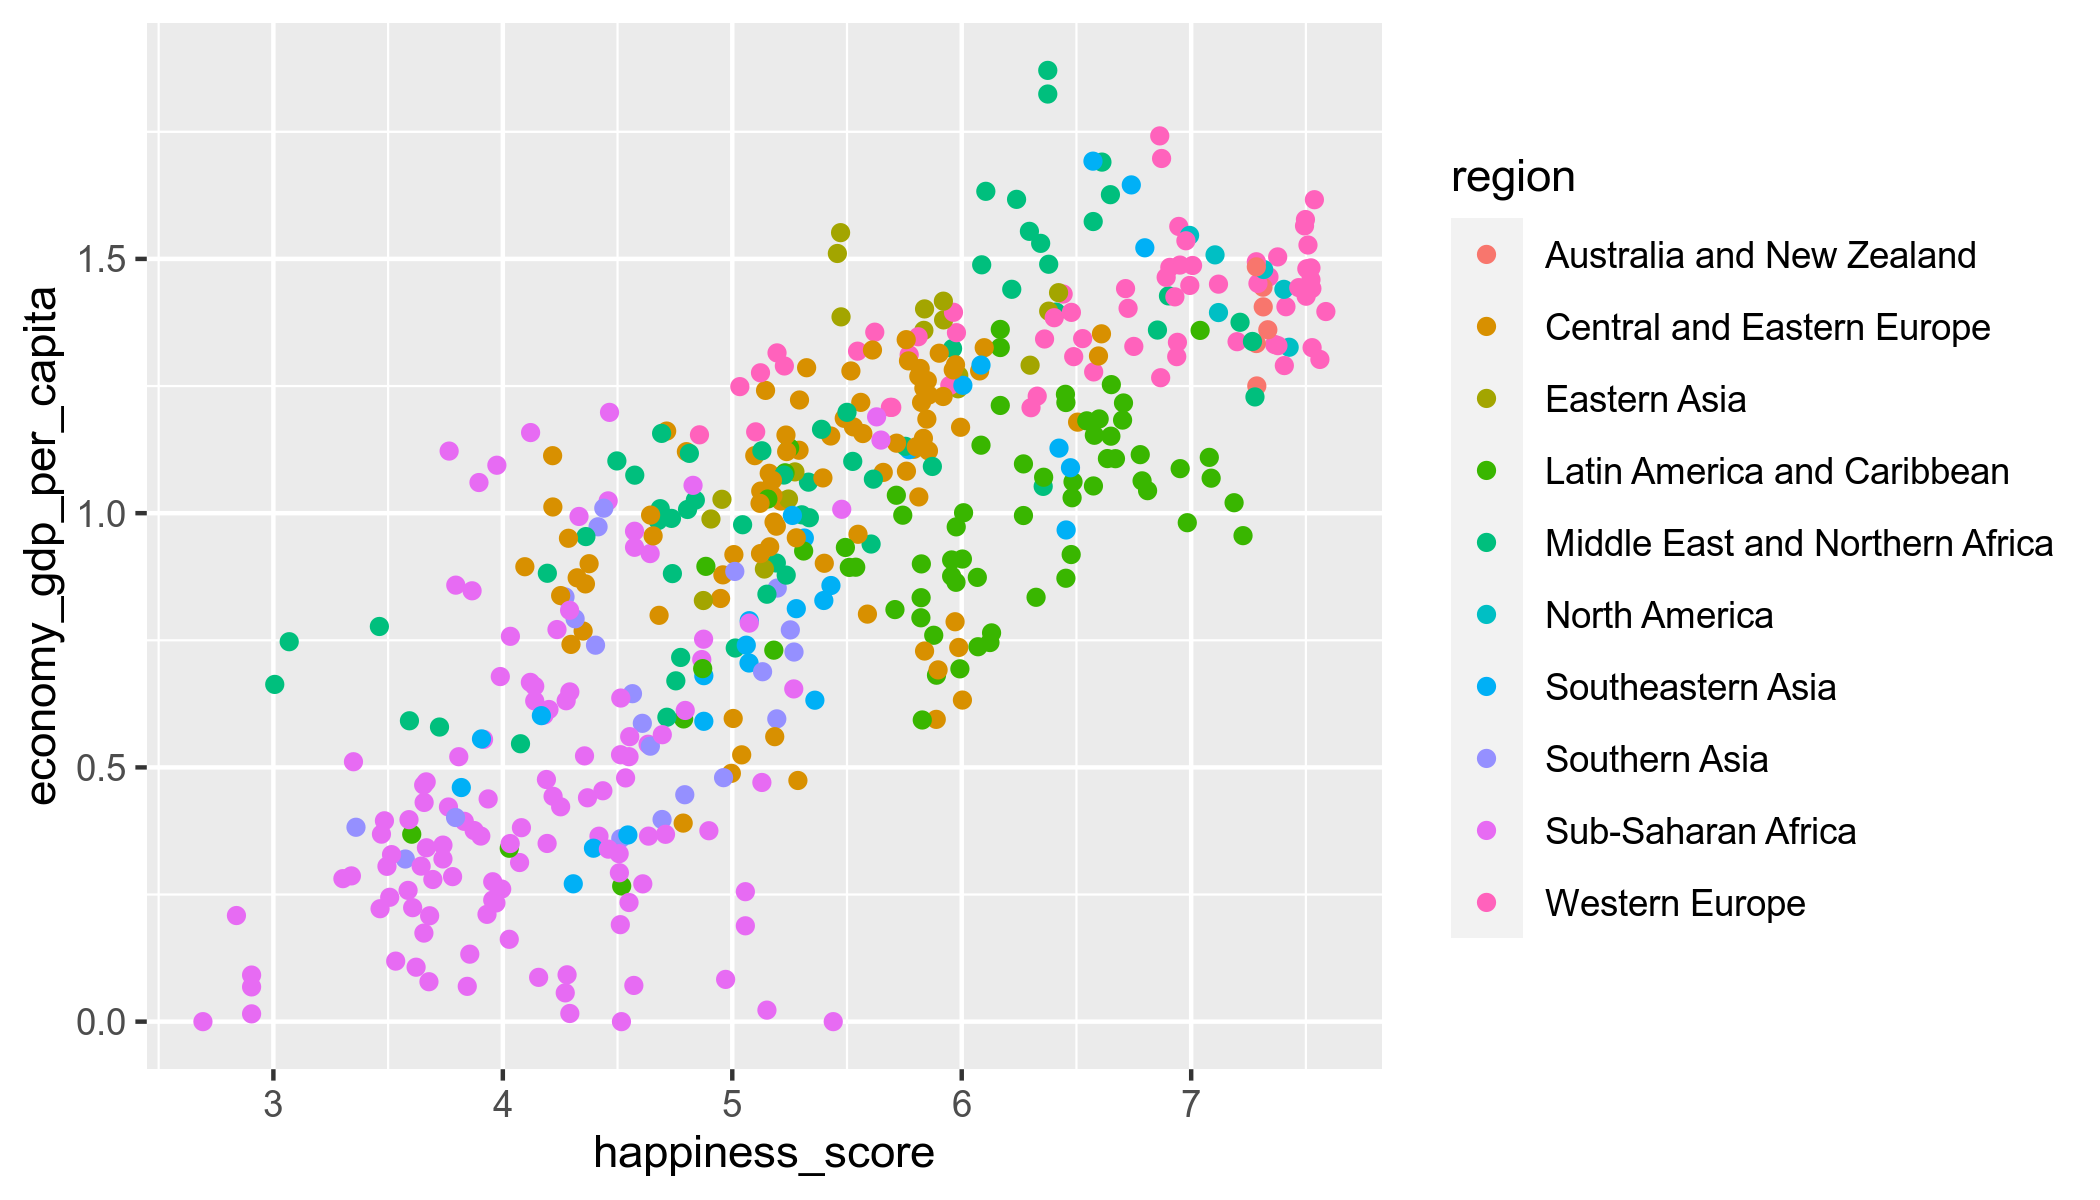 economy_gdp_per_capita
1.5
1.0
0.5
0.0
3 4 5 6 7
happiness_score
region
Australia and New Zealand
Central and Eastern Europe
Eastern Asia
Latin America and Caribbean
Middle East and Northern Africa
North America
Southeastern Asia
Southern Asia
Sub-Saharan Africa
Western Europe